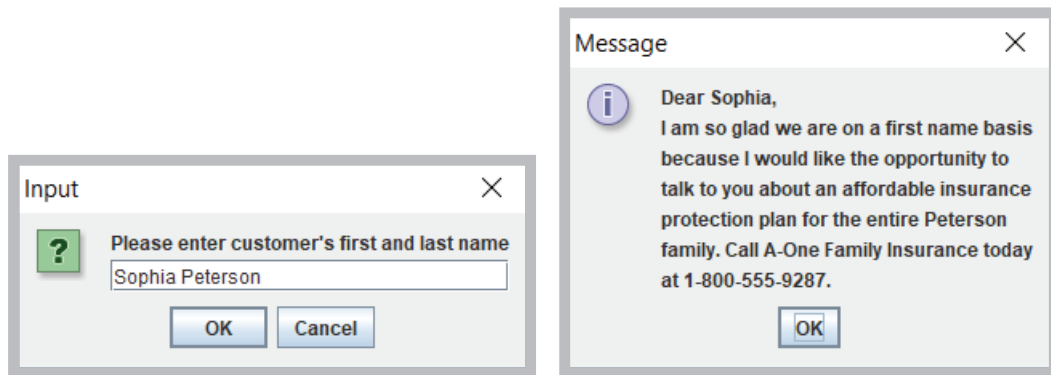 Input
?
Please enter customer's first and last name
Sophia Peterson
OK Cancel
Message
i
Dear Sophia,
I am so glad we are on a first name basis
because I would like the opportunity to
talk to you about an affordable insurance
protection plan for the entire Peterson
family. Call A-One Family Insurance today
at 1-800-555-9287.
OK